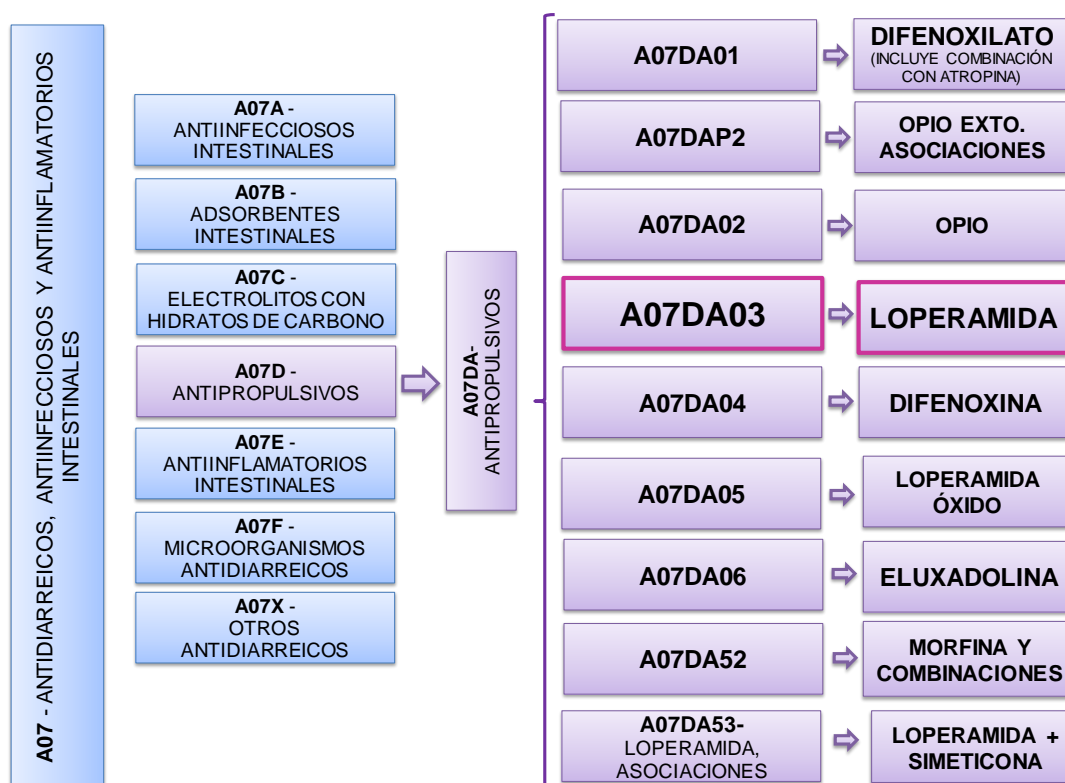 A07 - ANTIDIARREICOS, ANTIINFECCIOSOS Y ANTIINFLAMATORIOS
INTESTINALES
A07A -
ANTIINFECCIOSOS
INTESTINALES
A07B -
ADSORBENTES
INTESTINALES
A07C -
ELECTROLITOS CON
HIDRATOS DE CARBONO
A07D -
ANTIPROPULSIVOS
A07E -
ANTIINFLAMATORIOS
INTESTINALES
A07F -
MICROORGANISMOS
ANTIDIARREICOS
A07X -
OTROS
ANTIDIARREICOS
A07DA-
ANTIPROPULSIVOS
A07DA01
DIFENOXILATO
(INCLUYE COMBINACIÓN
CON ATROPINA)
A07DAP2
OPIO EXTO.
ASOCIACIONES
A07DA02
OPIO
A07DA03
LOPERAMIDA
A07DA04
DIFENOXINA
A07DA05
LOPERAMIDA
ÓXIDO
A07DA06
ELUXADOLINA
A07DA52
MORFINA Y
COMBINACIONES
A07DA53-
LOPERAMIDA,
ASOCIACIONES
LOPERAMIDA +
SIMETICONA